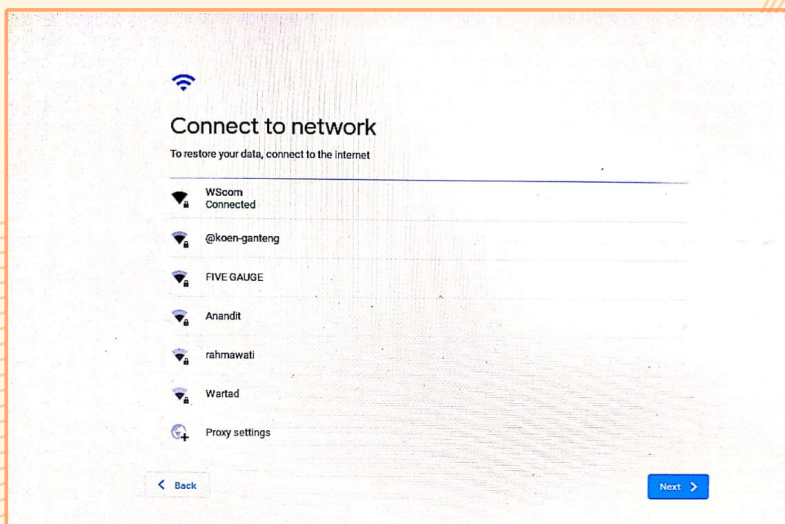 Connect to network
To restore your data, connect to the internet
WScom
Connected
@koen-ganteng
FIVE GAUGE
Anandit
rahmawati
Wartad
Proxy settings
Back
Next